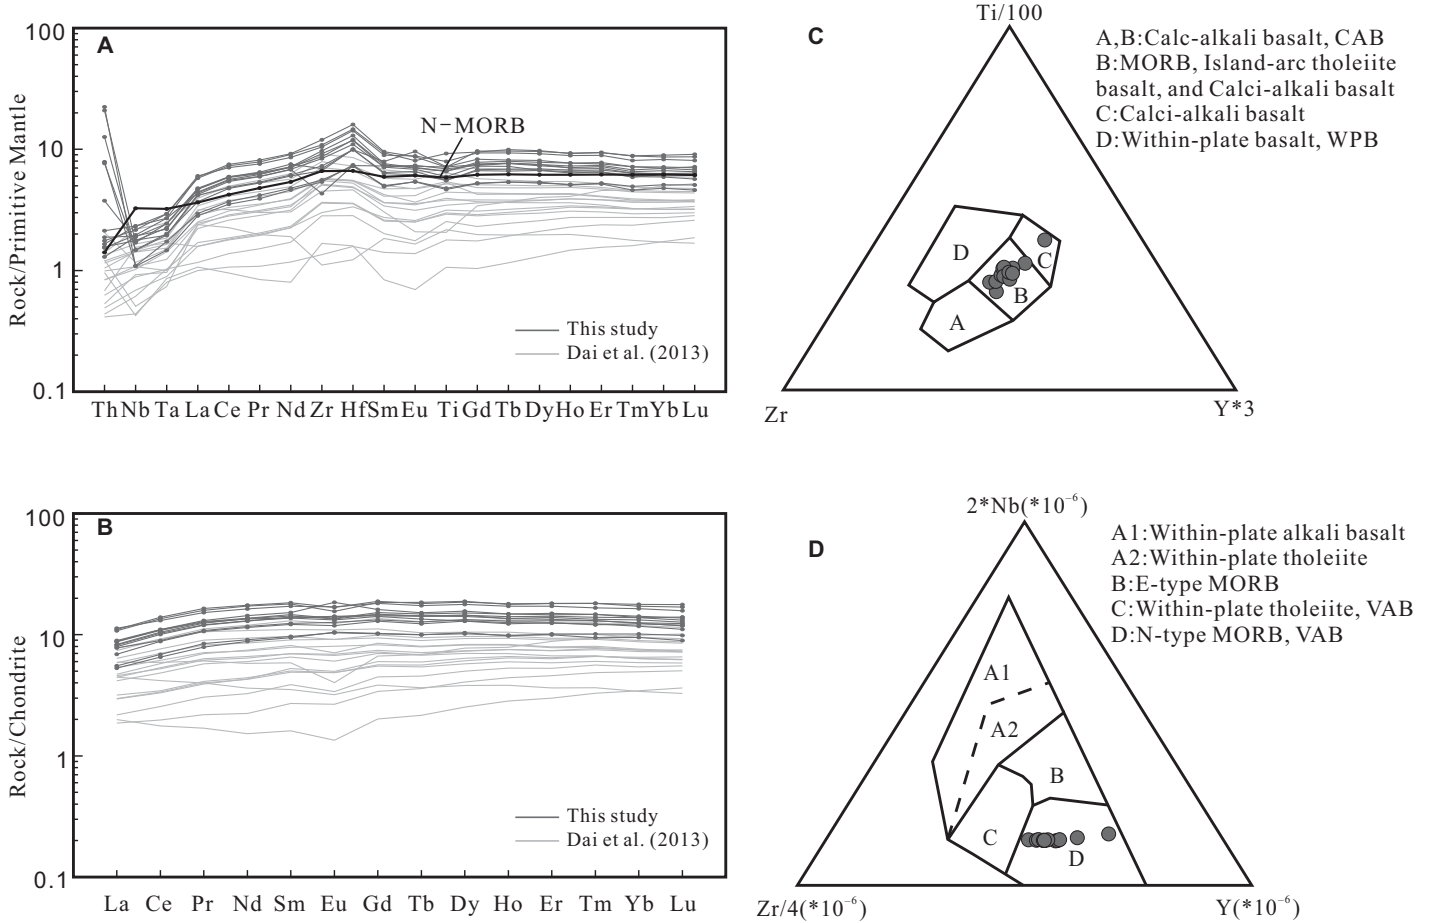 A
100
10
1
0.1
Rock/Primitive Mantle
N-MORB
This study
Dai et al. (2013)
Th Nb Ta La Ce Pr Nd Zr Hf Sm Eu Ti Gd Tb Dy Ho Er Tm Yb Lu
C
Ti/100
Zr
Y*3
D
C
B
A
A,B:Calc-alkali basalt, CAB
B:MORB, Island-arc tholeiite
basalt, and Calci-alkali basalt
C:Calci-alkali basalt
D:Within-plate basalt, WPB
B
100
10
1
0.1
Rock/Chondrite
This study
Dai et al. (2013)
La Ce Pr Nd Sm Eu Gd Tb Dy Ho Er Tm Yb Lu
D
2*Nb(*10⁻⁶)
Zr/4(*10⁻⁶)
Y(*10⁻⁶)
A1
A2
B
C
D
A1:Within-plate alkali basalt
A2:Within-plate tholeiite
B:E-type MORB
C:Within-plate tholeiite, VAB
D:N-type MORB, VAB